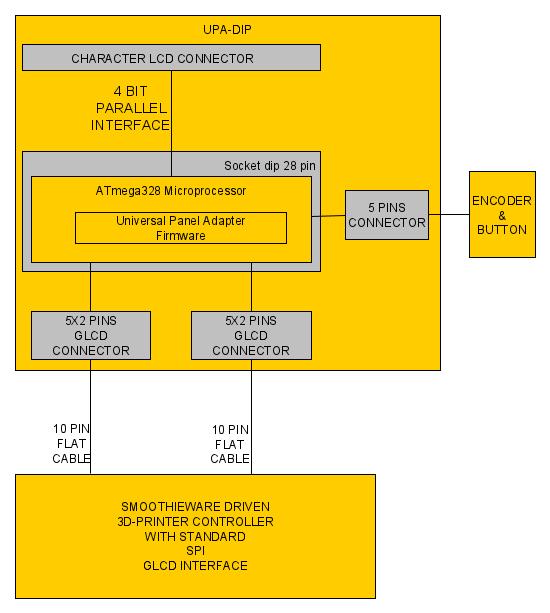 UPA-DIP
CHARACTER LCD CONNECTOR
4 BIT
PARALLEL
INTERFACE
Socket dip 28 pin
ATmega328 Microprocessor
Universal Panel Adapter
Firmware
5 PINS
CONNECTOR
ENCODER
&
BUTTON
5X2 PINS
GLCD
CONNECTOR
5X2 PINS
GLCD
CONNECTOR
10 PIN
FLAT
CABLE
10 PIN
FLAT
CABLE
SMOOTHIEWARE DRIVEN
3D-PRINTER CONTROLLER
WITH STANDARD
SPI
GLCD INTERFACE